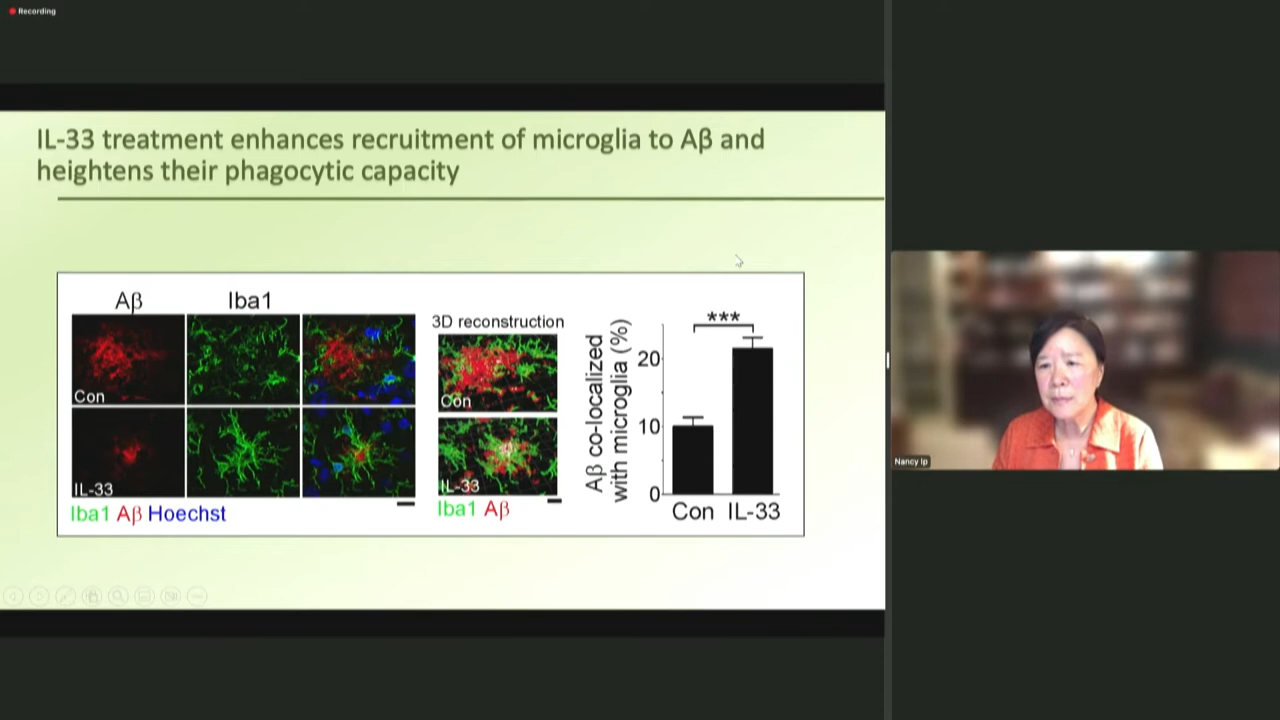 Recording
IL-33 treatment enhances recruitment of microglia to Aβ and
heightens their phagocytic capacity
Aβ
Iba1
Con
IL-33
Iba1 Aβ Hoechst
3D reconstruction
Con
IL-33
Iba1 Aβ
Aβ co-localized
with microglia (%)
20
10
0
***
Con
IL-33
Nancy Ip